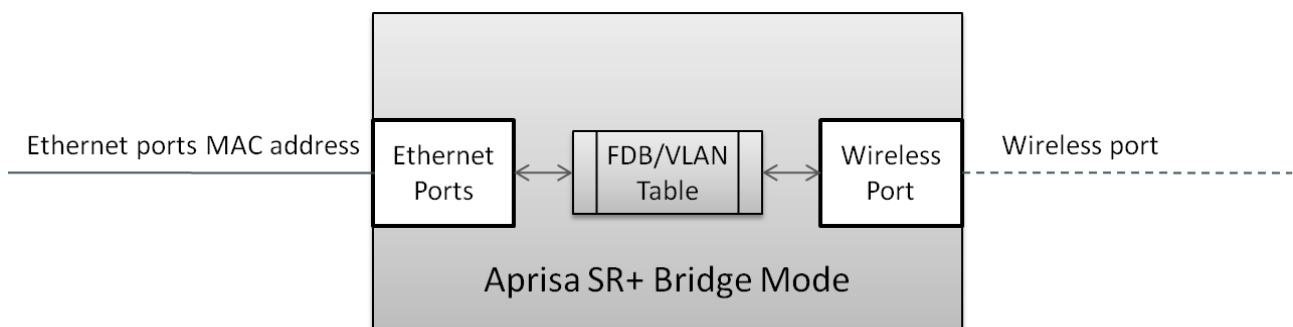 Ethernet ports MAC address
Ethernet
Ports
FDB/VLAN
Table
Wireless
Port
Wireless port
Aprisa SR+ Bridge Mode